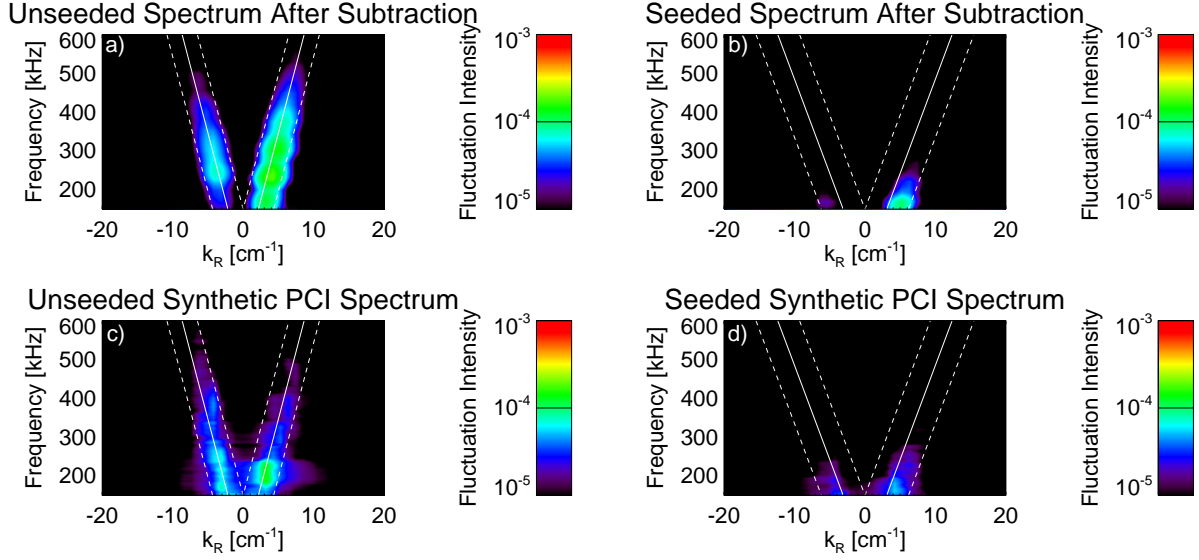 Unseeded Spectrum After Subtraction
a)
Frequency [kHz]
600
500
400
300
200
-20 -10 0 10 20
k_R [cm^-1]
Fluctuation Intensity
10^-3
10^-4
10^-5
Seeded Spectrum After Subtraction
b)
Frequency [kHz]
600
500
400
300
200
-20 -10 0 10 20
k_R [cm^-1]
Fluctuation Intensity
10^-3
10^-4
10^-5
Unseeded Synthetic PCI Spectrum
c)
Frequency [kHz]
600
500
400
300
200
-20 -10 0 10 20
k_R [cm^-1]
Fluctuation Intensity
10^-3
10^-4
10^-5
Seeded Synthetic PCI Spectrum
d)
Frequency [kHz]
600
500
400
300
200
-20 -10 0 10 20
k_R [cm^-1]
Fluctuation Intensity
10^-3
10^-4
10^-5